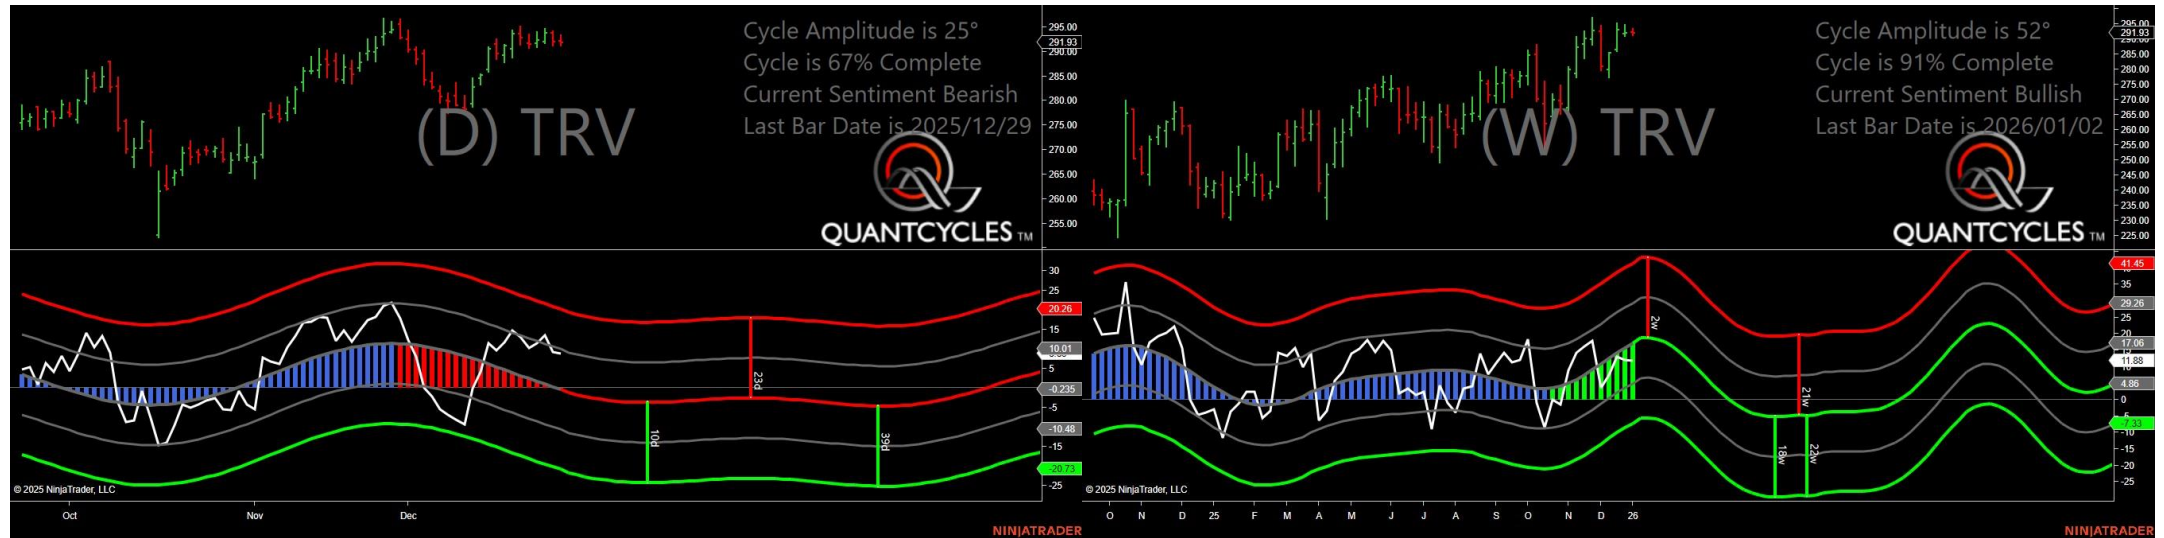 Cycle Amplitude is 25°
Cycle is 67% Complete
Current Sentiment Bearish
Last Bar Date is 2025/12/29
(D) TRV
QUANTCYCLES TM
295.00
291.93
290.00
285.00
280.00
275.00
270.00
265.00
260.00
255.00
30
25
20.26
15
10.01
5
-0.235
-5
-10.48
-15
-20.73
-25
10d
23d
39d
© 2025 NinjaTrader, LLC
Oct
Nov
Dec
NINJATRADER
Cycle Amplitude is 52°
Cycle is 91% Complete
Current Sentiment Bullish
Last Bar Date is 2026/01/02
(W) TRV
QUANTCYCLES TM
295.00
291.93
285.00
280.00
275.00
270.00
265.00
260.00
255.00
250.00
245.00
240.00
235.00
230.00
225.00
41.45
35
29.26
25
20
17.06
11.88
4.86
0
-7.33
-10
-15
-20
-25
2w
18w
21w
22w
© 2025 NinjaTrader, LLC
O
N
D
25
F
M
A
M
J
J
A
S
O
N
D
26
NINJATRADER